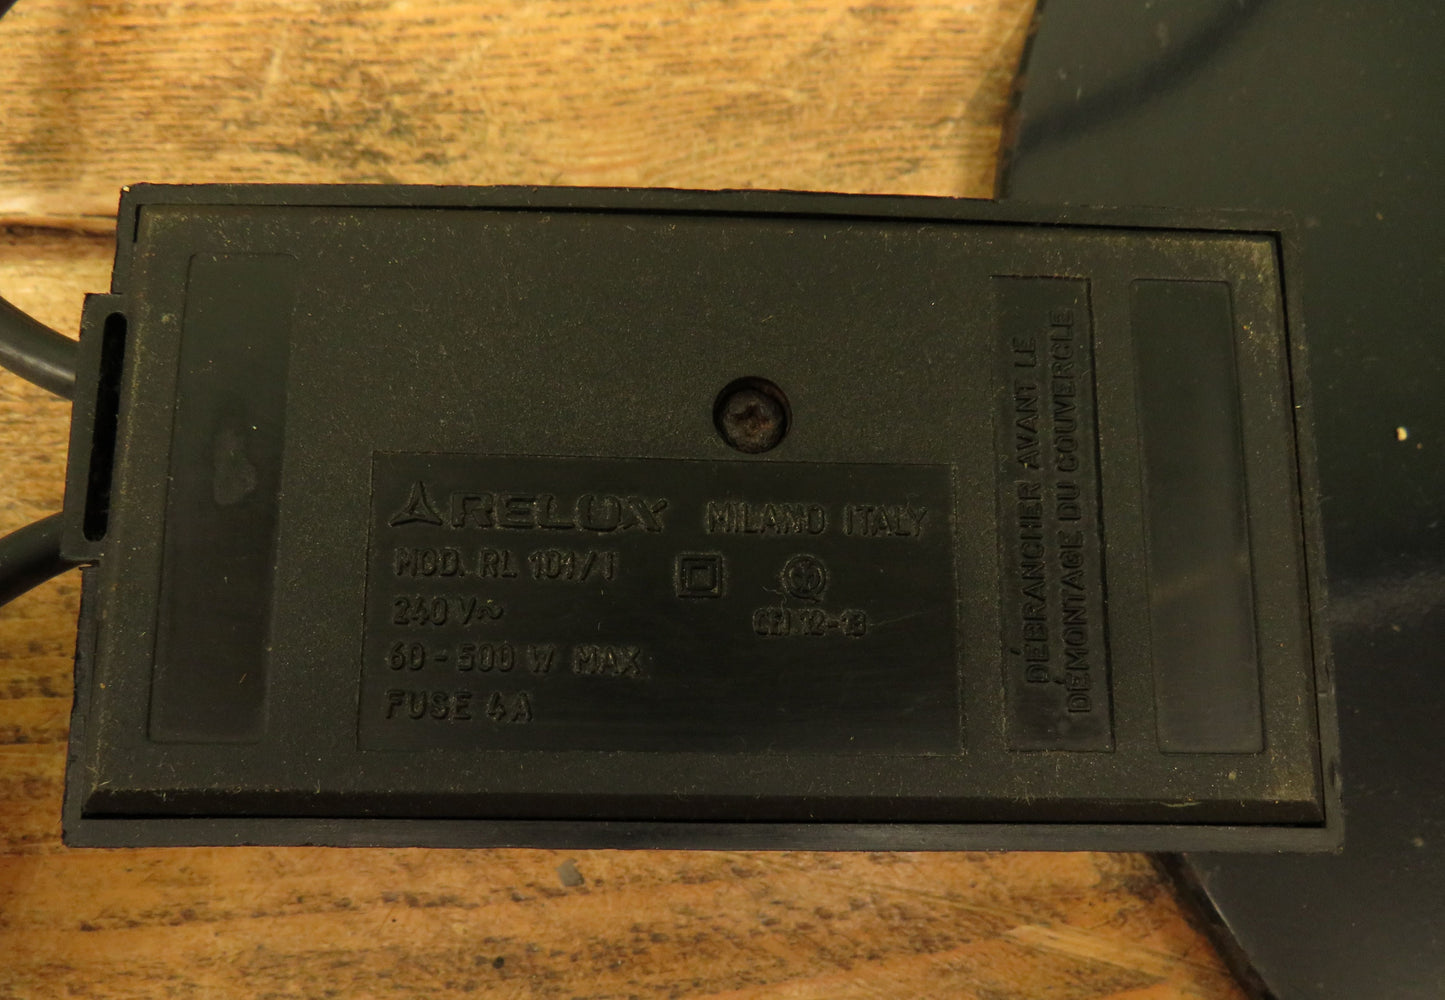 RELUX MILANO ITALY
MOD. RL 101/I
240 V~
CEI 12-13
60-500 W MAX
FUSE 4A
DÉBRANCHER AVANT LE
DÉMONTAGE DU COUVERCLE